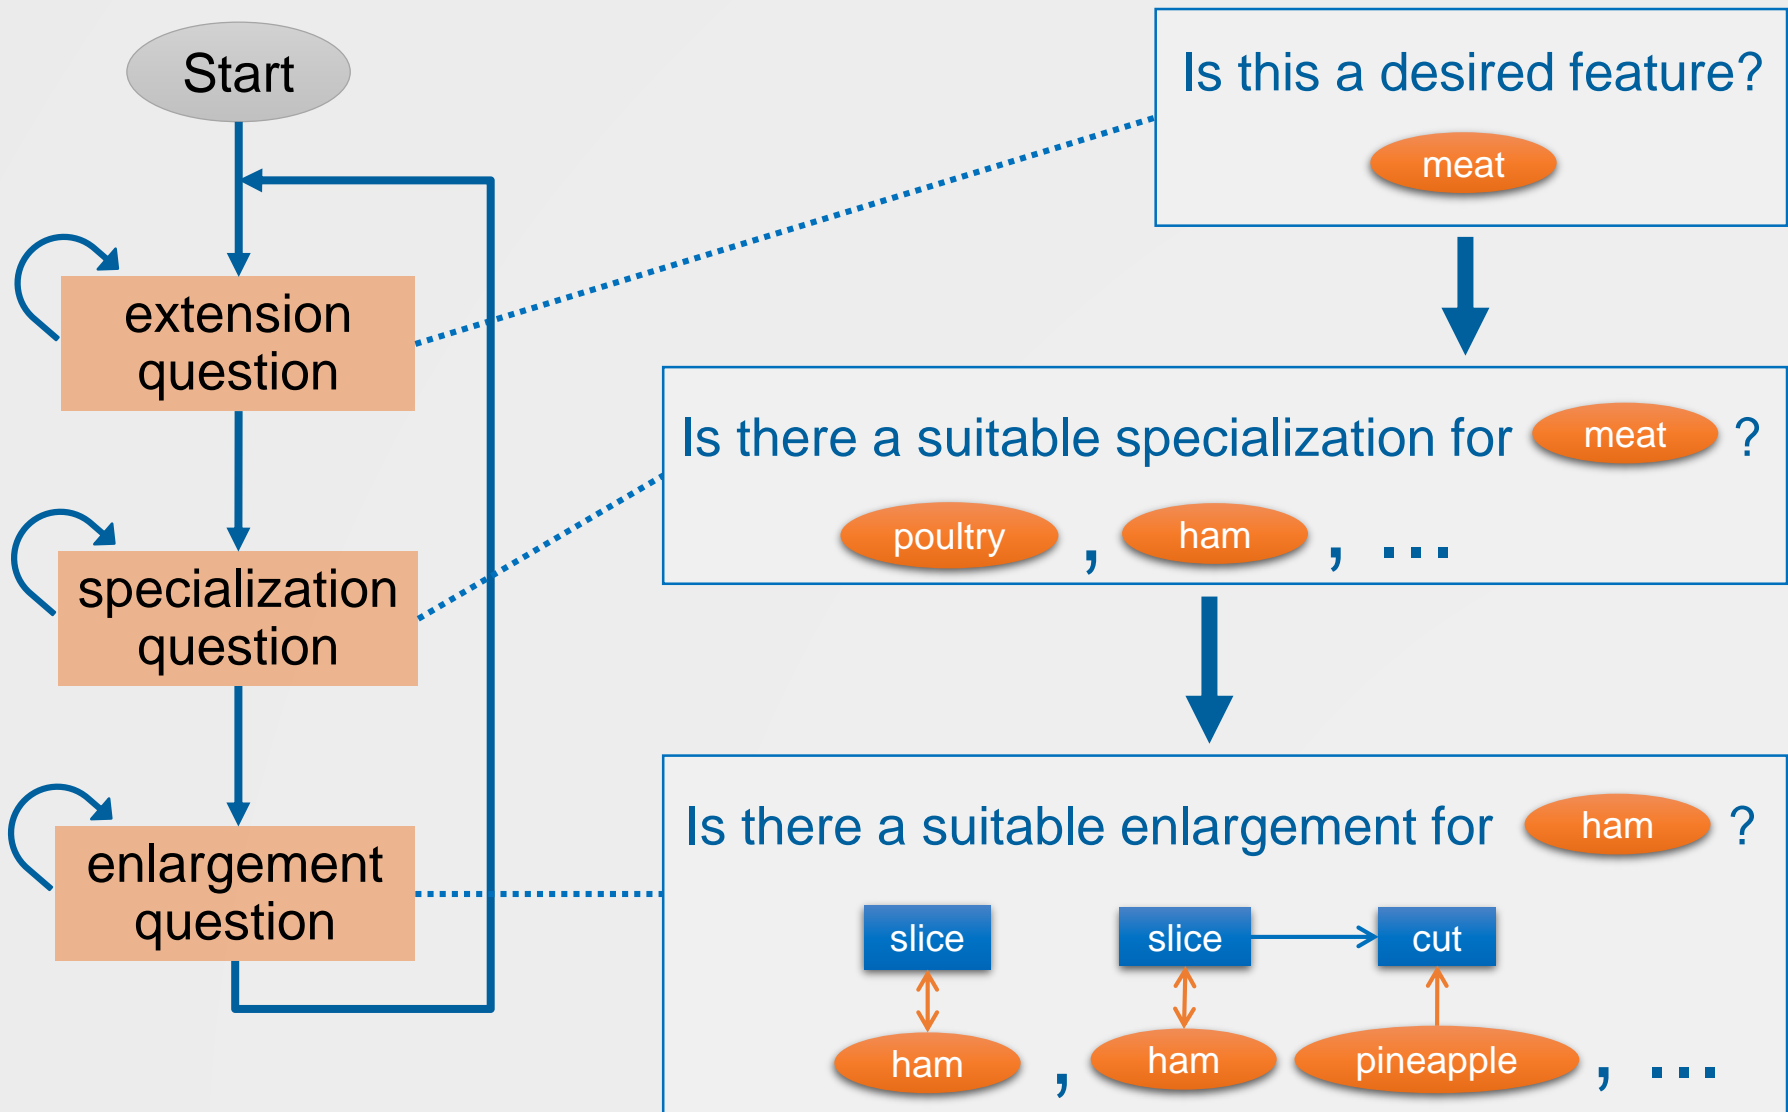 Start
extension
question
specialization
question
enlargement
question
Is this a desired feature?
meat
Is there a suitable specialization for meat ?
poultry , ham , ...
Is there a suitable enlargement for ham ?
slice slice cut
ham , ham pineapple , ...